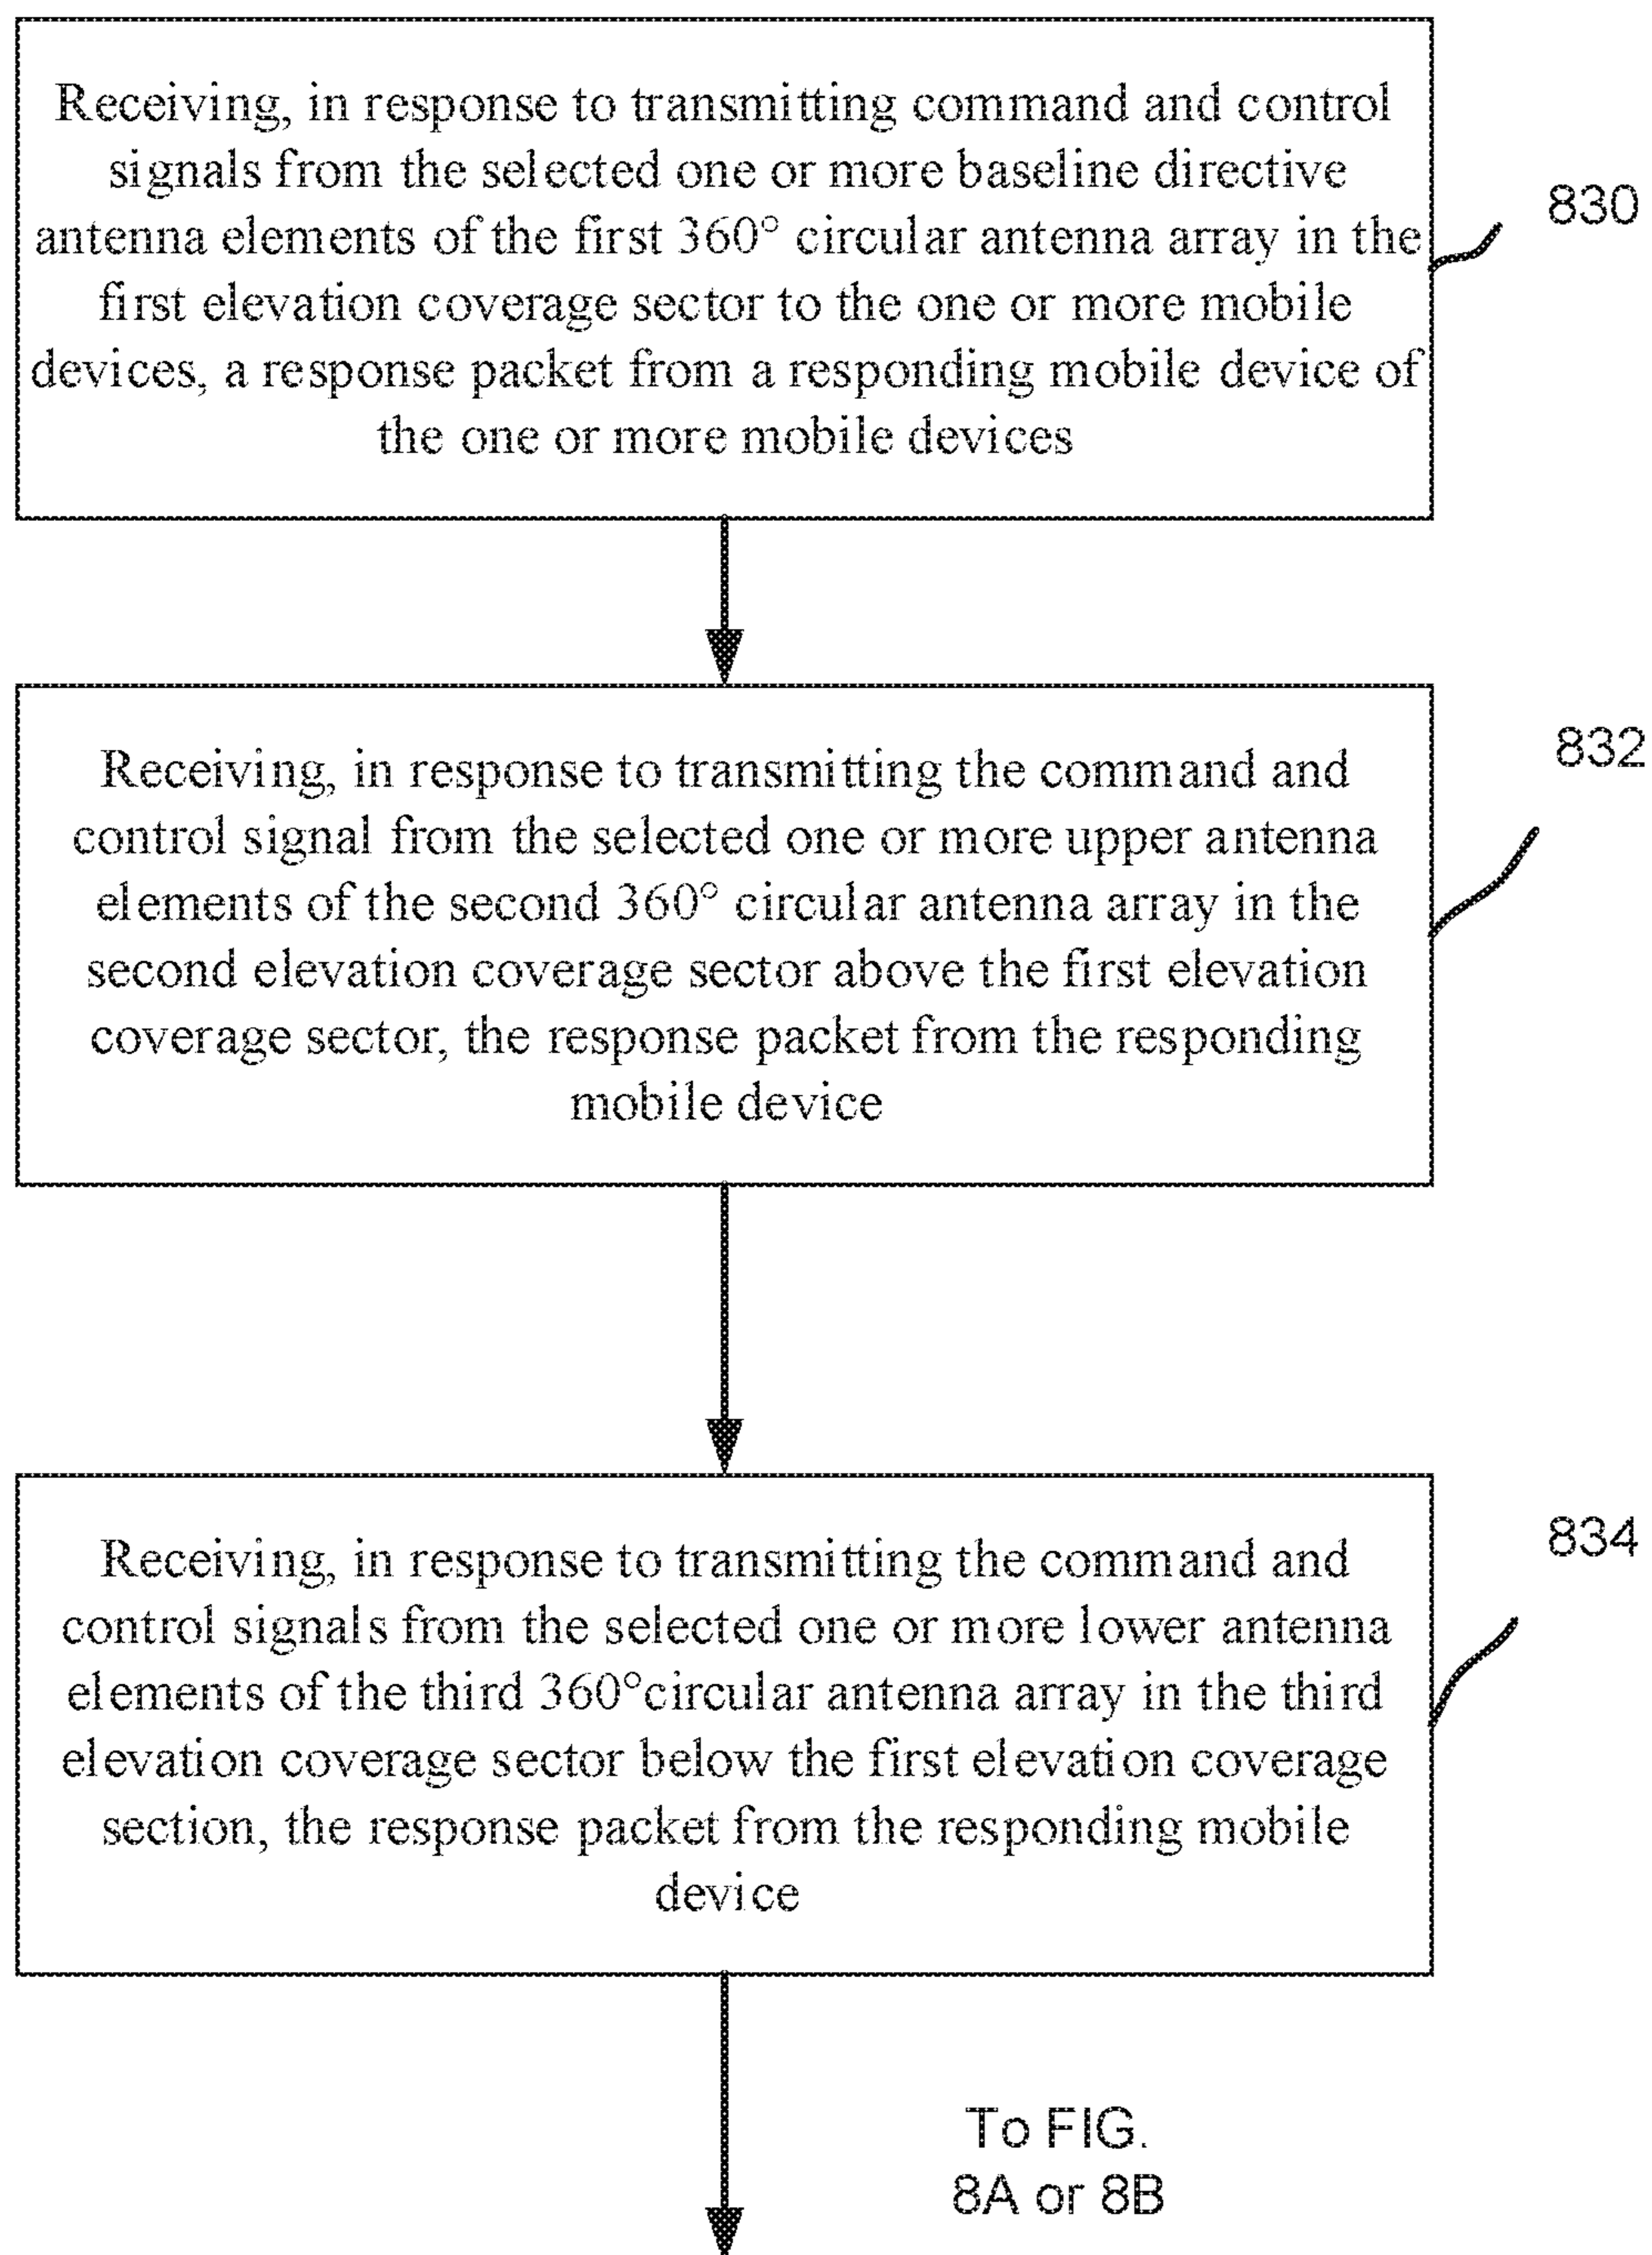 Receiving, in response to transmitting command and control
signals from the selected one or more baseline directive
antenna elements of the first 360° circular antenna array in the
first elevation coverage sector to the one or more mobile
devices, a response packet from a responding mobile device of
the one or more mobile devices
830
Receiving, in response to transmitting the command and
control signal from the selected one or more upper antenna
elements of the second 360° circular antenna array in the
second elevation coverage sector above the first elevation
coverage sector, the response packet from the responding
mobile device
832
Receiving, in response to transmitting the command and
control signals from the selected one or more lower antenna
elements of the third 360°circular antenna array in the third
elevation coverage sector below the first elevation coverage
section, the response packet from the responding mobile
device
834
To FIG.
8A or 8B